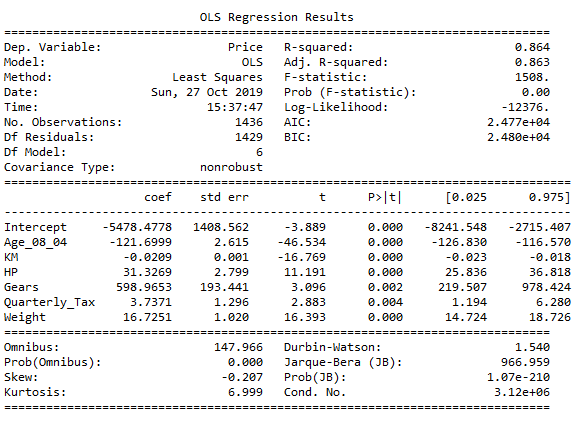 OLS Regression Results
==============================================================================
Dep. Variable:                  Price   R-squared:                       0.864
Model:                            OLS   Adj. R-squared:                  0.863
Method:                 Least Squares   F-statistic:                     1508.
Date:                Sun, 27 Oct 2019   Prob (F-statistic):               0.00
Time:                        15:37:47   Log-Likelihood:                -12376.
No. Observations:                1436   AIC:                         2.477e+04
Df Residuals:                    1429   BIC:                         2.480e+04
Df Model:                           6
Covariance Type:            nonrobust
=================================================================================
                    coef    std err          t      P>|t|      [0.025      0.975]
---------------------------------------------------------------------------------
Intercept     -5478.4778   1408.562     -3.889      0.000   -8241.548   -2715.407
Age_08_04      -121.6999      2.615    -46.534      0.000    -126.830    -116.570
KM               -0.0209      0.001    -16.769      0.000      -0.023      -0.018
HP               31.3269      2.799     11.191      0.000      25.836      36.818
Gears           598.9653    193.441      3.096      0.002     219.507     978.424
Quarterly_Tax     3.7371      1.296      2.883      0.004       1.194       6.280
Weight           16.7251      1.020     16.393      0.000      14.724      18.726
==============================================================================
Omnibus:                      147.966   Durbin-Watson:                   1.540
Prob(Omnibus):                  0.000   Jarque-Bera (JB):              966.959
Skew:                          -0.207   Prob(JB):                    1.07e-210
Kurtosis:                       6.999   Cond. No.                     3.12e+06
==============================================================================